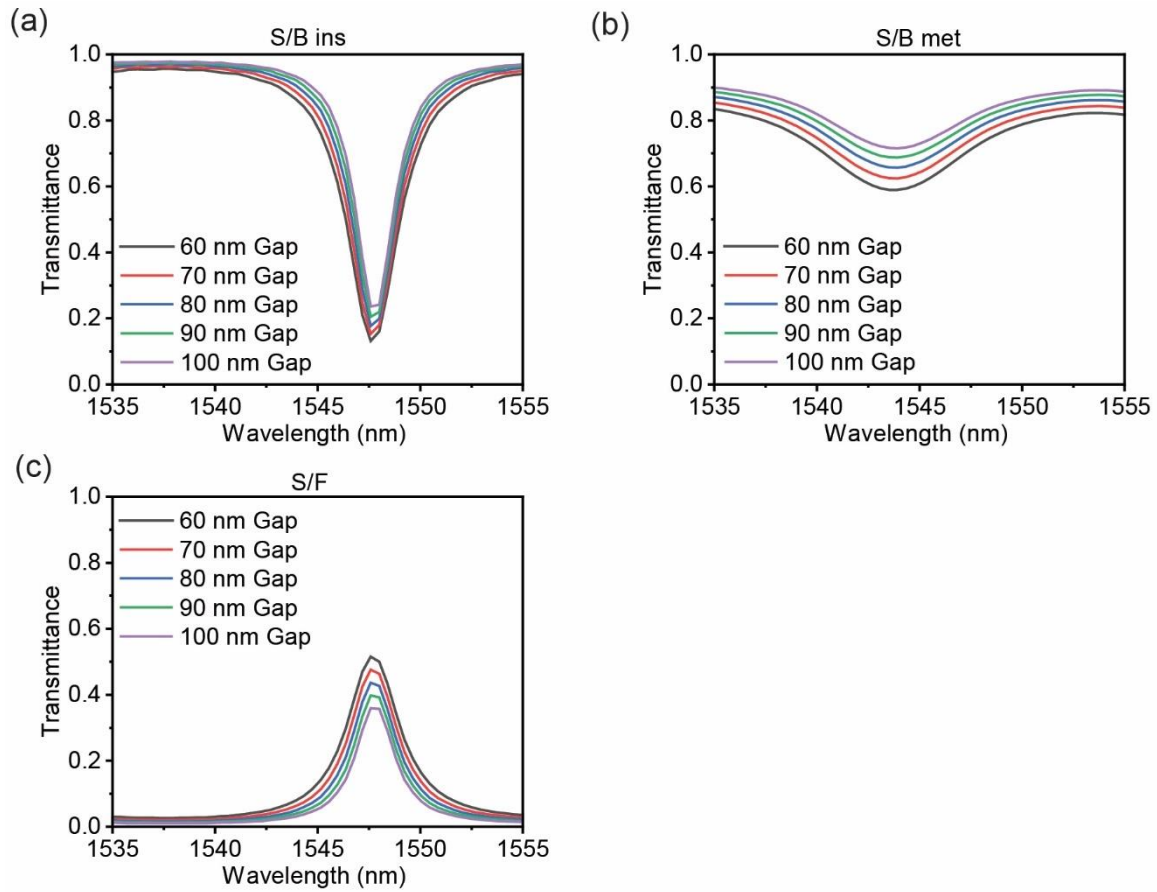 (a)
S/B ins
1.0
0.8
0.6
0.4
0.2
0.0
Transmittance
60 nm Gap
70 nm Gap
80 nm Gap
90 nm Gap
100 nm Gap
1535 1540 1545 1550 1555
Wavelength (nm)
(b)
S/B met
1.0
0.8
0.6
0.4
0.2
0.0
Transmittance
60 nm Gap
70 nm Gap
80 nm Gap
90 nm Gap
100 nm Gap
1535 1540 1545 1550 1555
Wavelength (nm)
(c)
S/F
1.0
0.8
0.6
0.4
0.2
0.0
Transmittance
60 nm Gap
70 nm Gap
80 nm Gap
90 nm Gap
100 nm Gap
1535 1540 1545 1550 1555
Wavelength (nm)